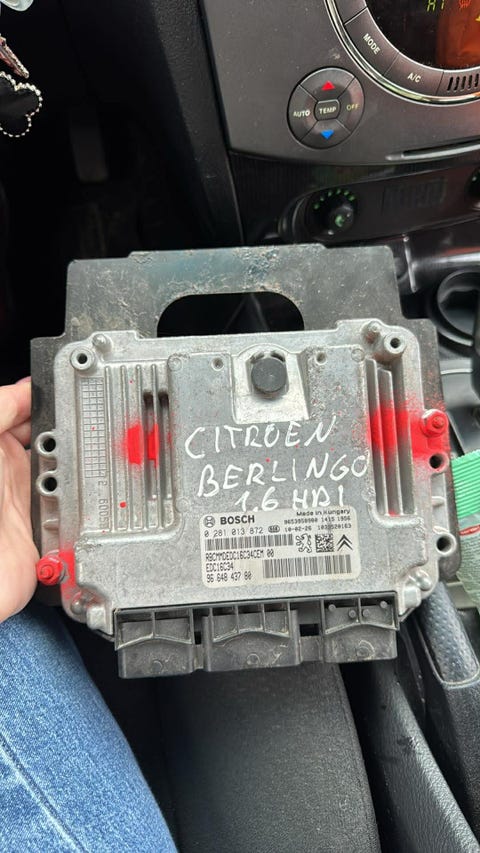 MODE
A/C
AUTO
TEMP
OFF
CITROEN
BERLINGO
1.6 HDI
BOSCH
Made in Hungary
9653958980 1415 1956
0 281 013 872
10-02-26 1039S20163
RBCMMDEDC16C34CEM 00
EDC16C34
96 648 437 80